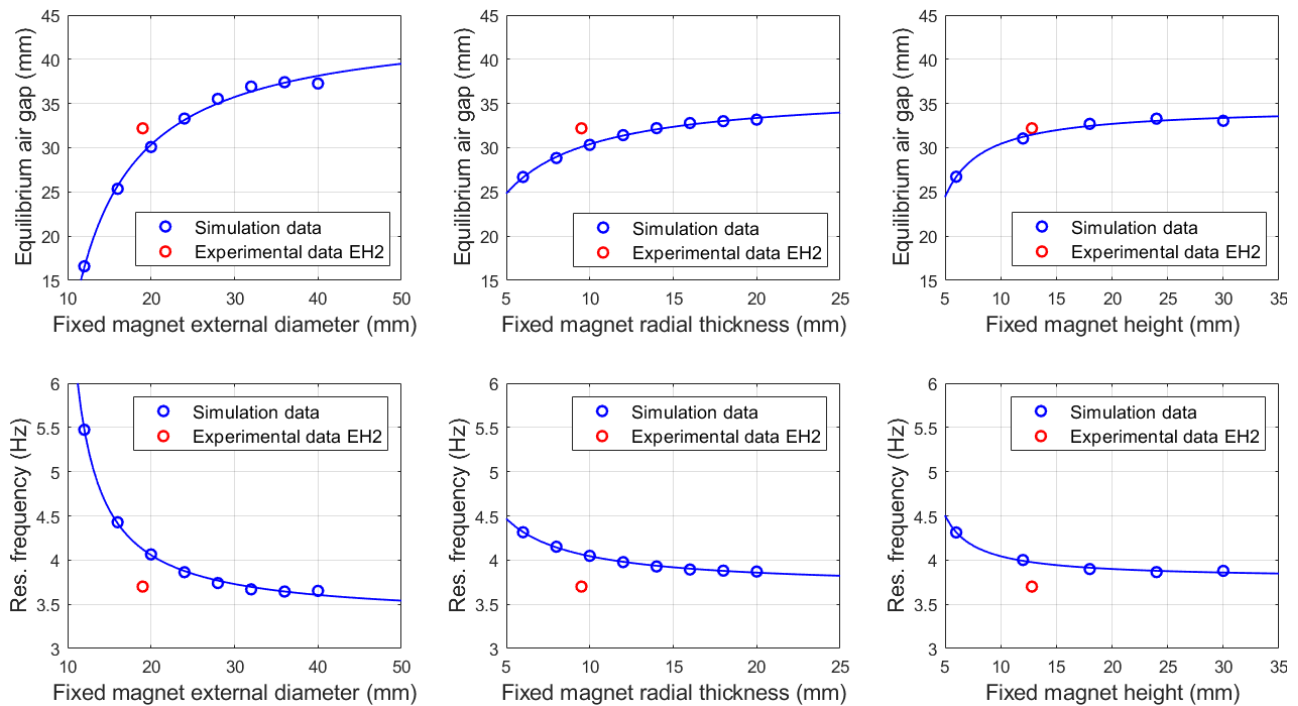 Equilibrium air gap (mm)
45
40
35
30
25
20
15
Simulation data
Experimental data EH2
10 20 30 40 50
Fixed magnet external diameter (mm)
Equilibrium air gap (mm)
45
40
35
30
25
20
15
Simulation data
Experimental data EH2
5 10 15 20 25
Fixed magnet radial thickness (mm)
Equilibrium air gap (mm)
45
40
35
30
25
20
15
Simulation data
Experimental data EH2
5 10 15 20 25 30 35
Fixed magnet height (mm)
Res. frequency (Hz)
6
5.5
5
4.5
4
3.5
3
Simulation data
Experimental data EH2
10 20 30 40 50
Fixed magnet external diameter (mm)
Res. frequency (Hz)
6
5.5
5
4.5
4
3.5
3
Simulation data
Experimental data EH2
5 10 15 20 25
Fixed magnet radial thickness (mm)
Res. frequency (Hz)
6
5.5
5
4.5
4
3.5
3
Simulation data
Experimental data EH2
5 10 15 20 25 30 35
Fixed magnet height (mm)